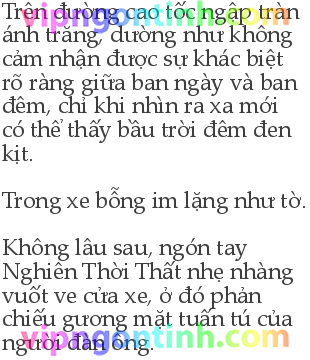 Trên đường cao tốc ngập tràn
ánh trăng, dường như không
cảm nhận được sự khác biệt
rõ ràng giữa ban ngày và ban
đêm, chỉ khi nhìn ra xa mới
có thể thấy bầu trời đêm đen
kịt.
Trong xe bỗng im lặng như tờ.
Không lâu sau, ngón tay
Nghiên Thời Thất nhẹ nhàng
vuốt ve cửa xe, ở đó phản
chiếu gương mặt tuấn tú của
người đàn ông.
vipngontinh.com
vipngontinh.com